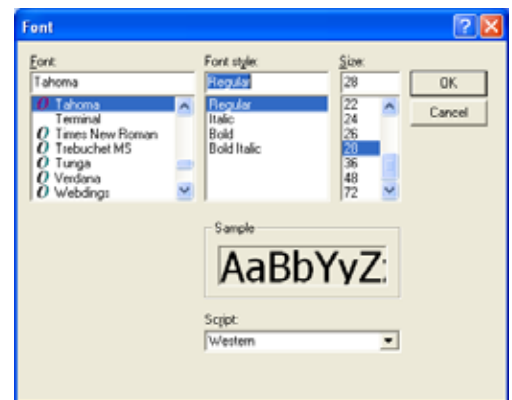 Font
Font:
Tahoma
Tahoma
Terminal
Times New Roman
Trebuchet MS
Tunga
Verdana
Webdings
Font style:
Regular
Regular
Italic
Bold
Bold Italic
Size:
28
22
24
26
28
36
48
72
OK
Cancel
Sample
AaBbYyZ
Script:
Western